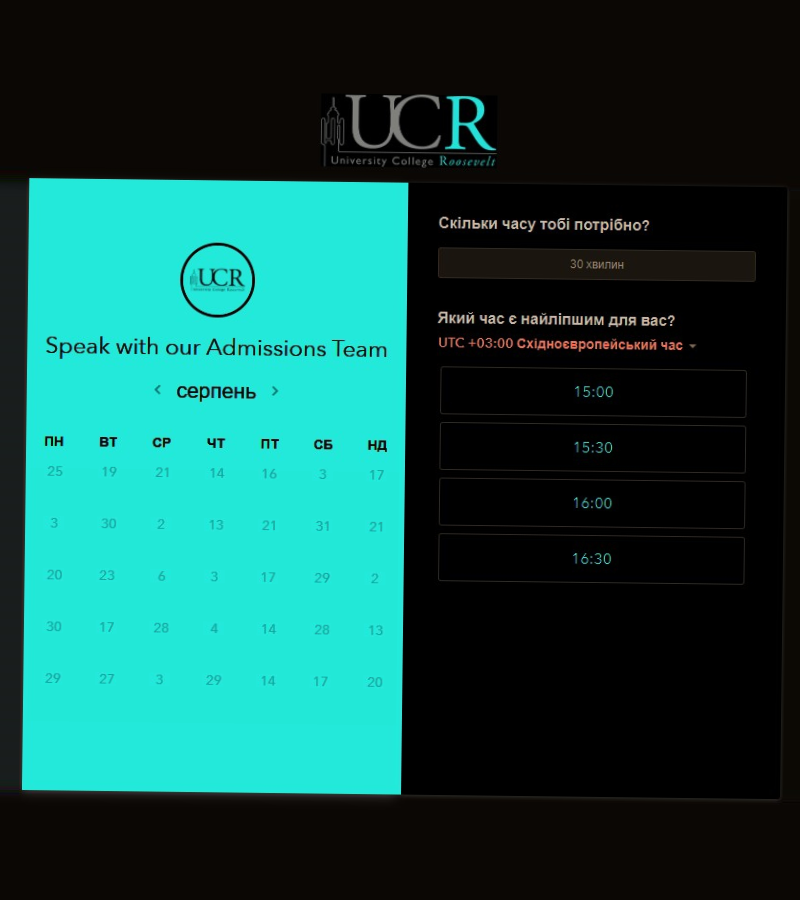 UCR
University College Roosevelt
UCR
Speak with our Admissions Team
серпень
ПН ВТ СР ЧТ ПТ СБ НД
25 19 21 14 16 3 17
3 30 2 13 21 31 21
20 23 6 3 17 29 2
30 17 28 4 14 28 13
29 27 3 29 14 17 20
Скільки часу тобі потрібно?
30 хвилин
Який час є найліпшим для вас?
UTC +03:00 Східноєвропейський час
15:00
15:30
16:00
16:30